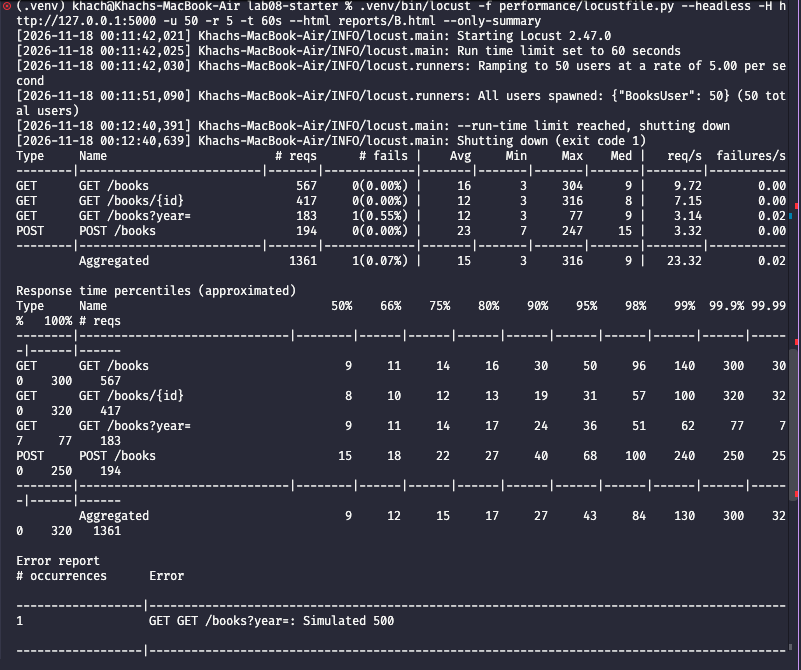 (.venv) khach@Khachs-MacBook-Air lab08-starter % .venv/bin/locust -f performance/locustfile.py --headless -H h
ttp://127.0.0.1:5000 -u 50 -r 5 -t 60s --html reports/B.html --only-summary
[2026-11-18 00:11:42,021] Khachs-MacBook-Air/INFO/locust.main: Starting Locust 2.47.0
[2026-11-18 00:11:42,025] Khachs-MacBook-Air/INFO/locust.main: Run time limit set to 60 seconds
[2026-11-18 00:11:42,030] Khachs-MacBook-Air/INFO/locust.runners: Ramping to 50 users at a rate of 5.00 per se
cond
[2026-11-18 00:11:51,090] Khachs-MacBook-Air/INFO/locust.runners: All users spawned: {"BooksUser": 50} (50 tot
al users)
[2026-11-18 00:12:40,391] Khachs-MacBook-Air/INFO/locust.main: --run-time limit reached, shutting down
[2026-11-18 00:12:40,639] Khachs-MacBook-Air/INFO/locust.main: Shutting down (exit code 1)
Type     Name                          # reqs      # fails |    Avg     Min     Max    Med |   req/s  failures/s
--------|----------------------------|-------|-------------|-------|-------|-------|-------|--------|-----------
GET      GET /books                       567     0(0.00%) |     16       3     304      9 |    9.72        0.00
GET      GET /books/{id}                  417     0(0.00%) |     12       3     316      8 |    7.15        0.00
GET      GET /books?year=                 183     1(0.55%) |     12       3      77      9 |    3.14        0.02
POST     POST /books                      194     0(0.00%) |     23       7     247     15 |    3.32        0.00
--------|----------------------------|-------|-------------|-------|-------|-------|-------|--------|-----------
         Aggregated                      1361     1(0.07%) |     15       3     316      9 |   23.32        0.02

Response time percentiles (approximated)
Type     Name                                  50%    66%    75%    80%    90%    95%    98%    99%  99.9% 99.99
%   100% # reqs
--------|--------------------------------|--------|------|------|------|------|------|------|------|------|-----
-|------|------
GET      GET /books                              9     11     14     16     30     50     96    140    300    30
0    300    567
GET      GET /books/{id}                         8     10     12     13     19     31     57    100    320    32
0    320    417
GET      GET /books?year=                        9     11     14     17     24     36     51     62     77     7
7     77    183
POST     POST /books                            15     18     22     27     40     68    100    240    250    25
0    250    194
--------|--------------------------------|--------|------|------|------|------|------|------|------|------|-----
-|------|------
         Aggregated                              9     12     15     17     27     43     84    130    300    32
0    320   1361

Error report
# occurrences      Error
------------------|---------------------------------------------------------------------------------------------
1                  GET GET /books?year=: Simulated 500
------------------|---------------------------------------------------------------------------------------------